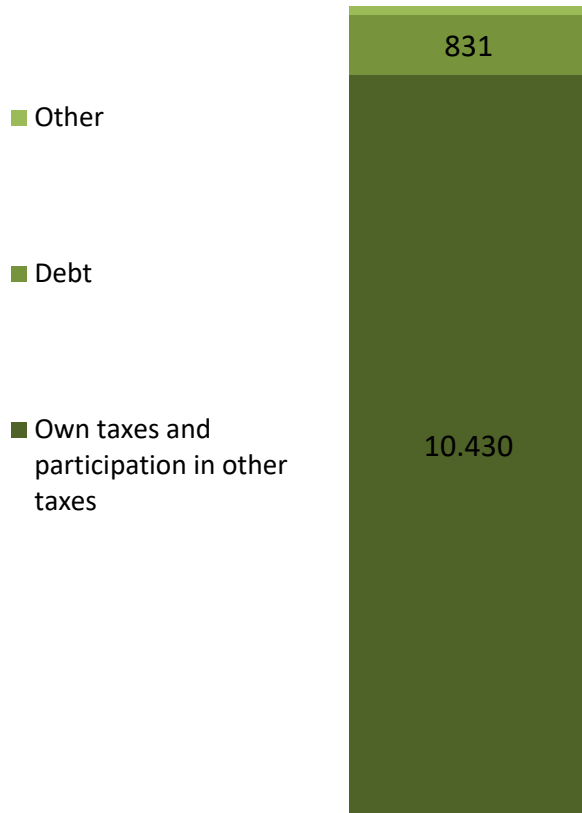 831
Other
Debt
Own taxes and
participation in other
taxes
10.430